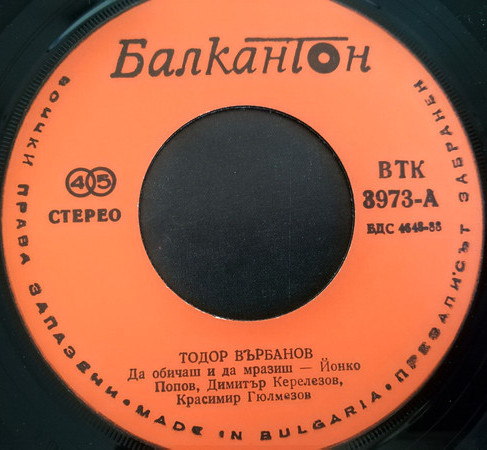 Балкантон
ВСИЧКИ ПРАВА ЗАПАЗЕНИ • MADE IN BULGARIA • ПРЕЗАПИСЪТ ЗАБРАНЕН
45
СТЕРЕО
ВТК
8973-А
БДС 4648-88
ТОДОР ВЪРБАНОВ
Да обичаш и да мразиш — Йонко
Попов, Димитър Керелезов,
Красимир Гюлмезов